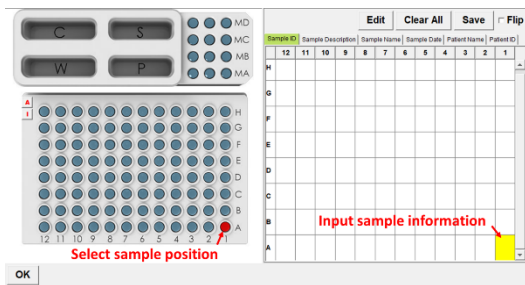 C S
W P
MD
MC
MB
MA
A
I
H
G
F
E
D
C
B
A
12 11 10 9 8 7 6 5 4 3 2 1
Select sample position
OK
Edit Clear All Save Flip
Sample ID Sample Description Sample Name Sample Date Patient Name Patient ID
12 11 10 9 8 7 6 5 4 3 2 1
H
G
F
E
D
C
B
A
Input sample information